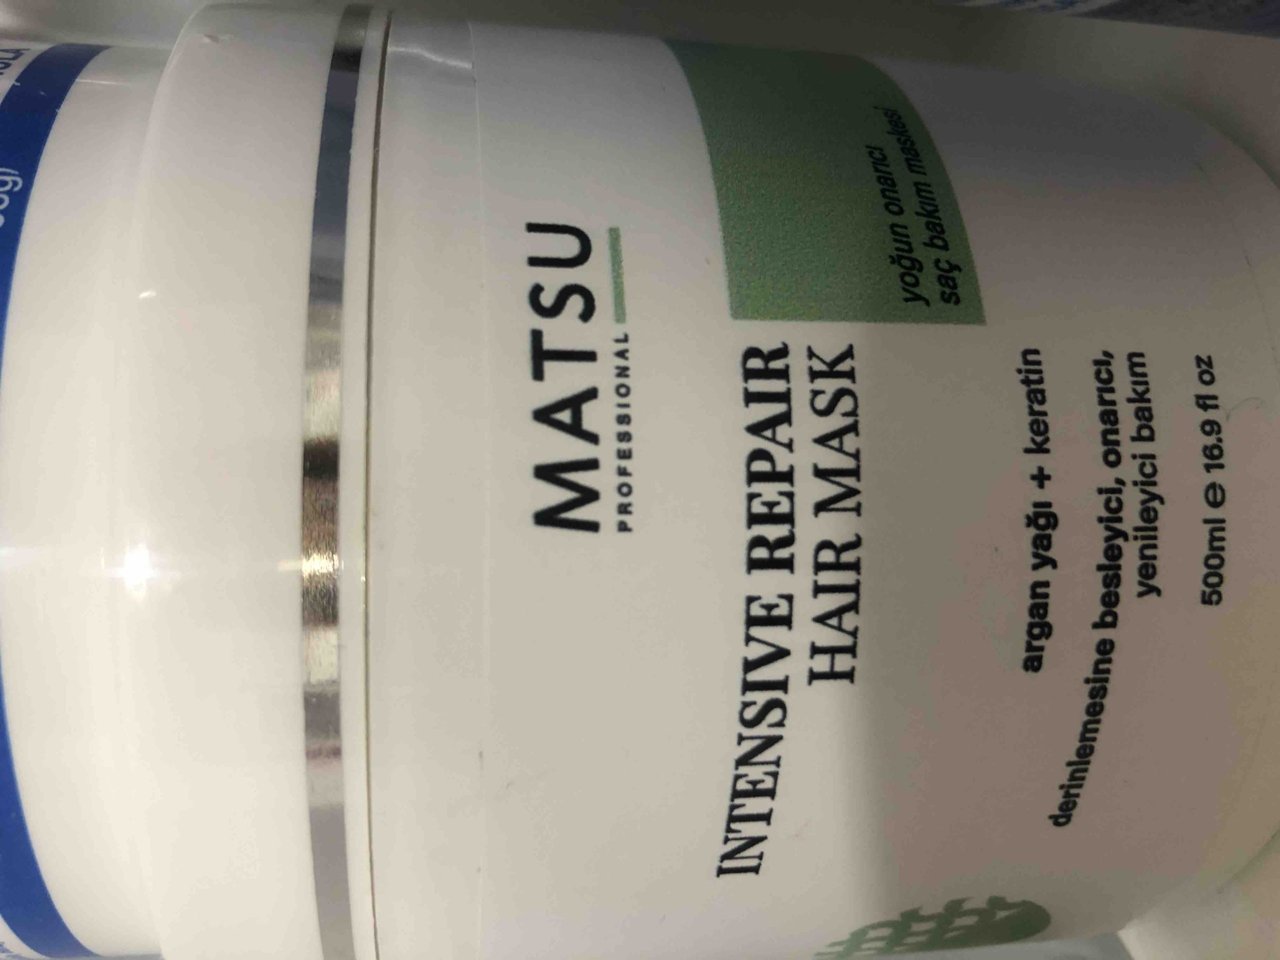 MATSU
PROFESSIONAL
INTENSIVE REPAIR
HAIR MASK
yoğun onarıcı
saç bakım maskesi
argan yağı + keratin
derinlemesine besleyici, onarıcı,
yenileyici bakım
500ml e 16.9 fl oz